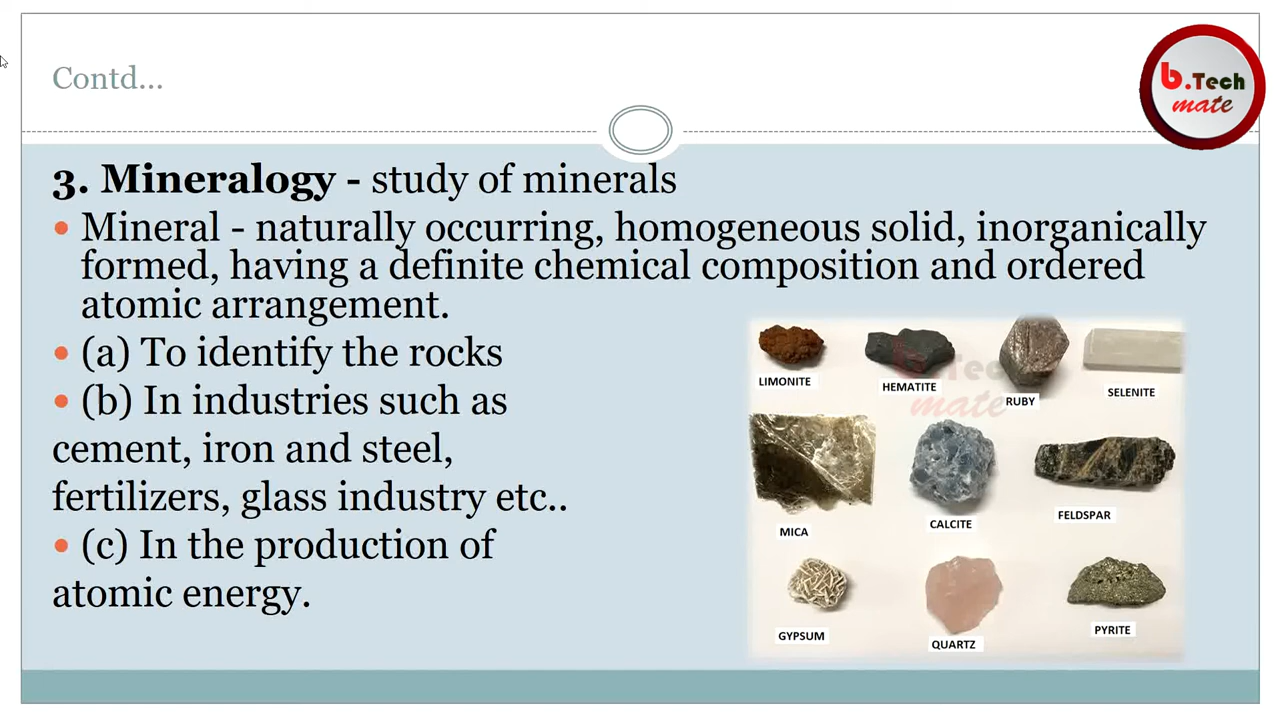 Contd...
b.Tech
mate
3. Mineralogy - study of minerals
• Mineral - naturally occurring, homogeneous solid, inorganically
formed, having a definite chemical composition and ordered
atomic arrangement.
• (a) To identify the rocks
• (b) In industries such as
cement, iron and steel,
fertilizers, glass industry etc..
• (c) In the production of
atomic energy.
b.Tech
mate
LIMONITE
HEMATITE
RUBY
SELENITE
MICA
CALCITE
FELDSPAR
GYPSUM
QUARTZ
PYRITE